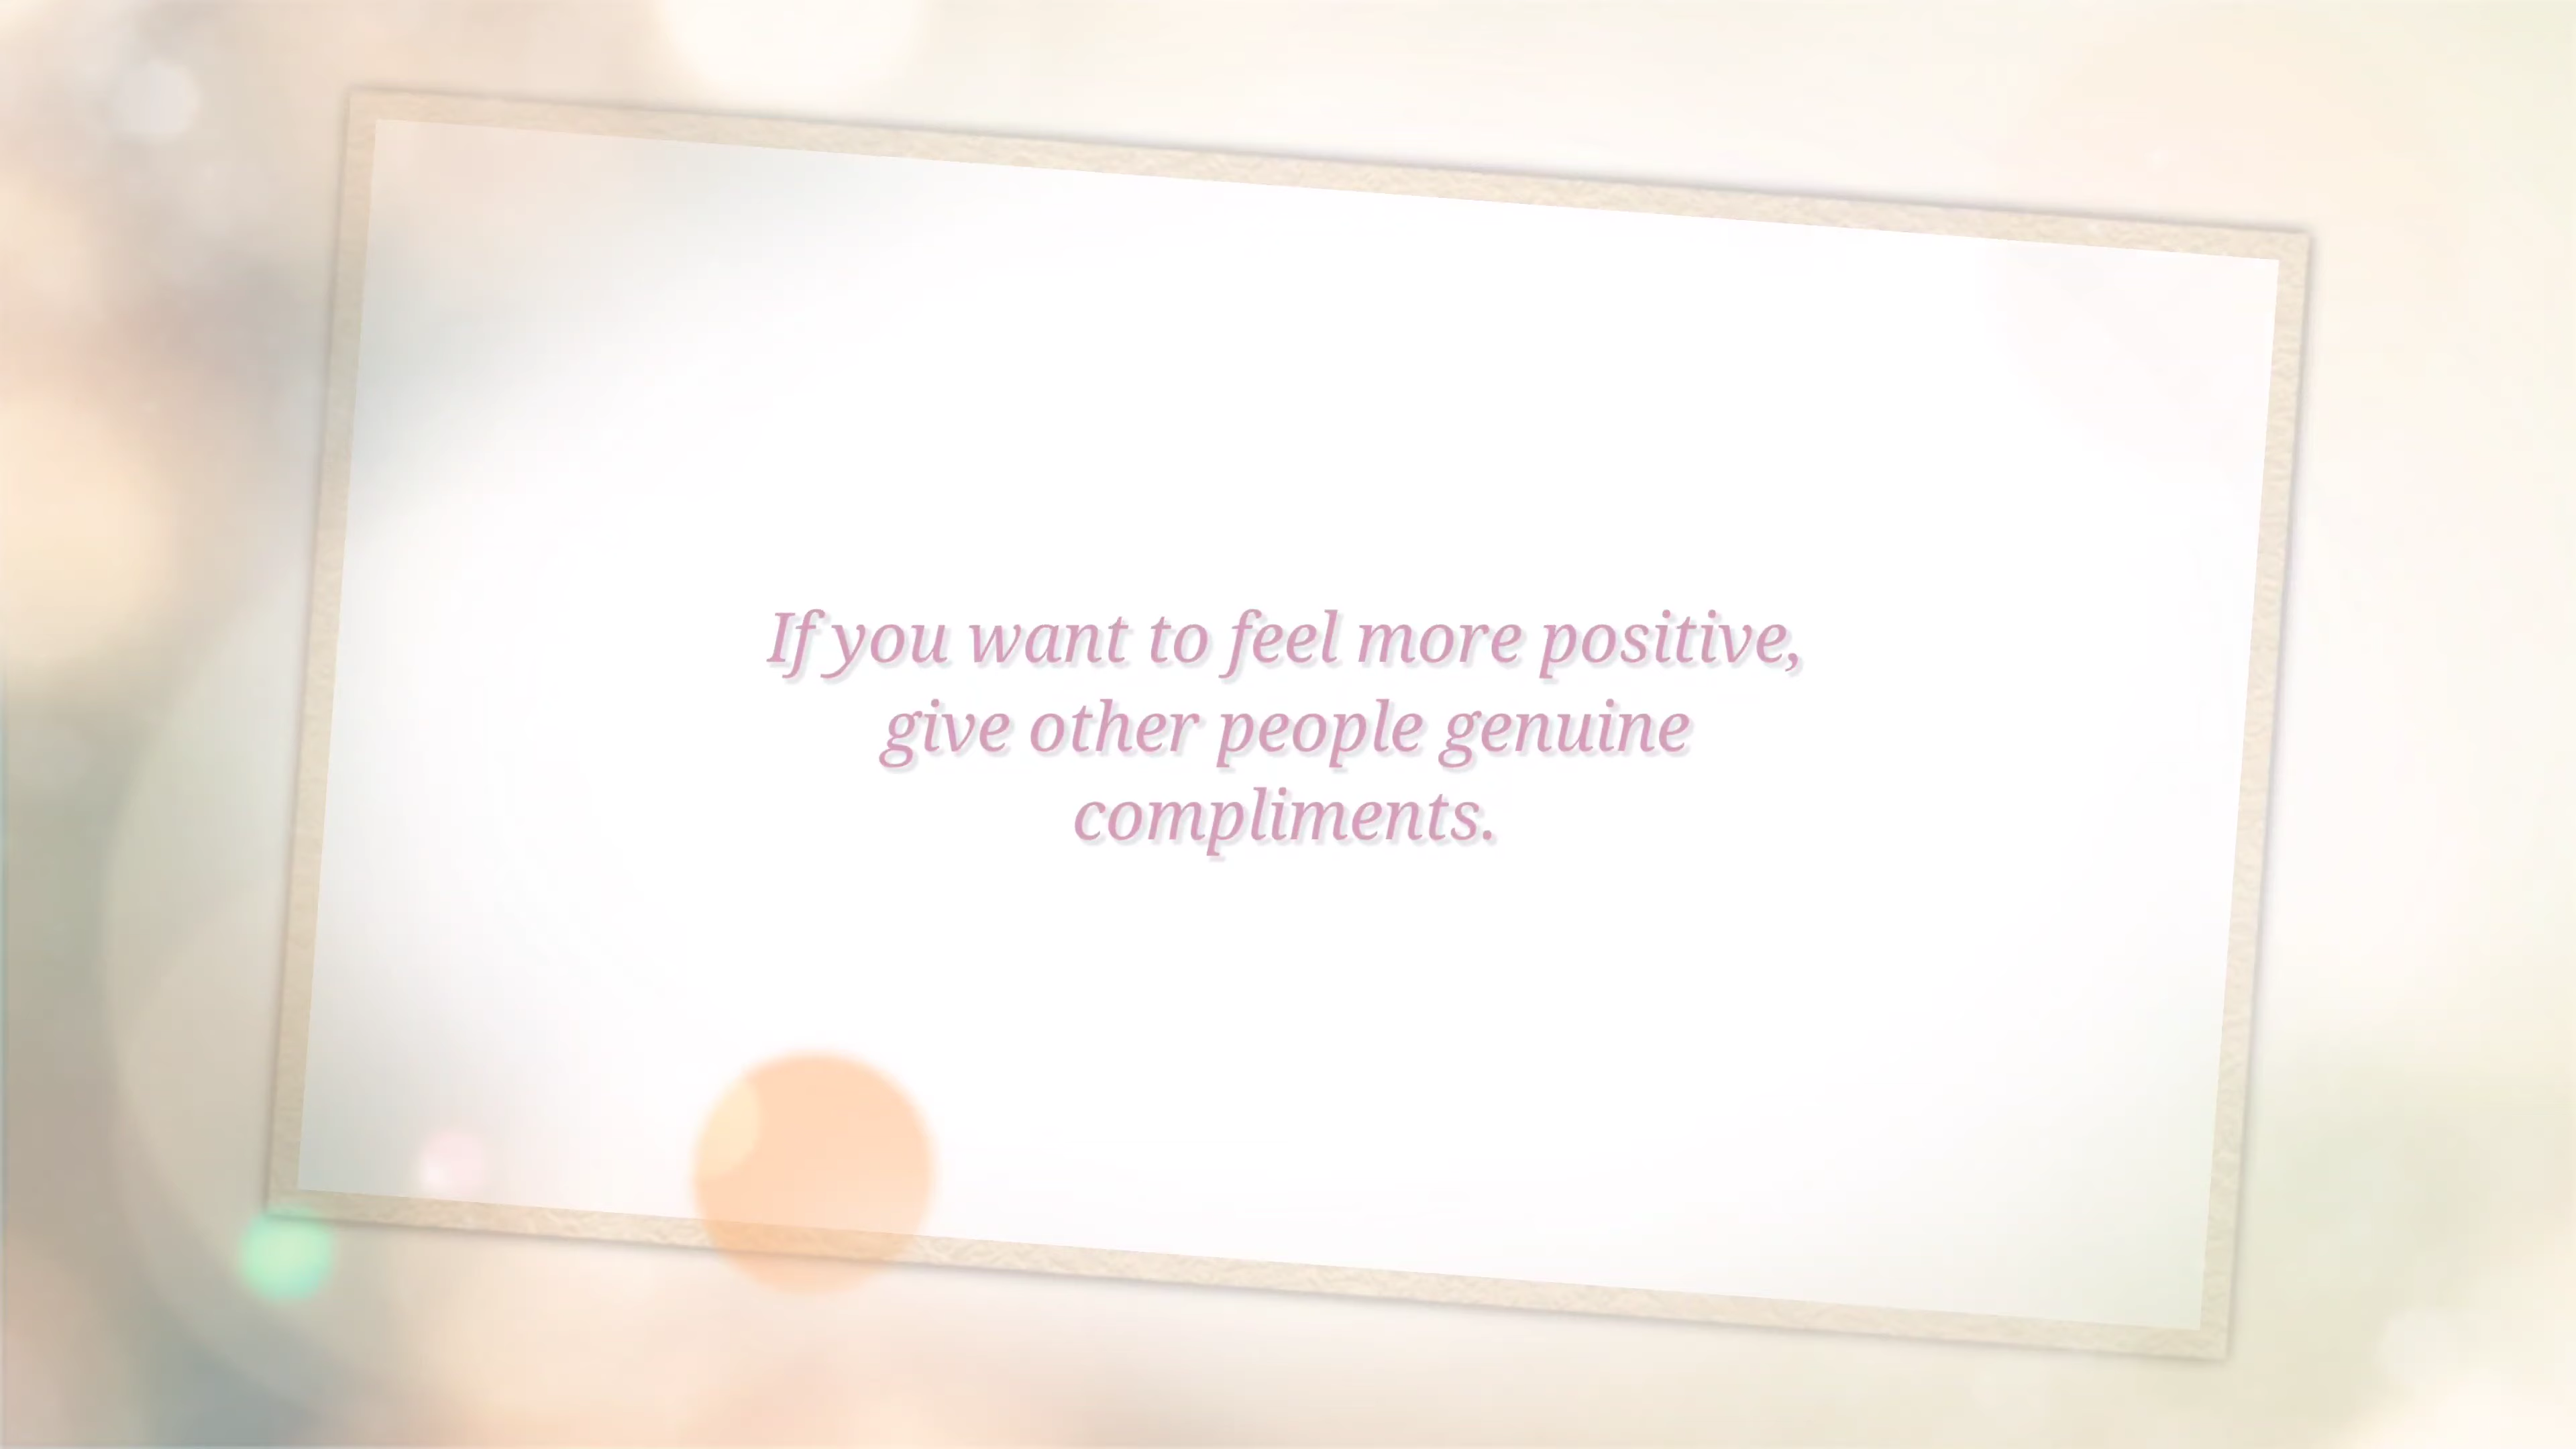 If you want to feel more positive,
give other people genuine
compliments.